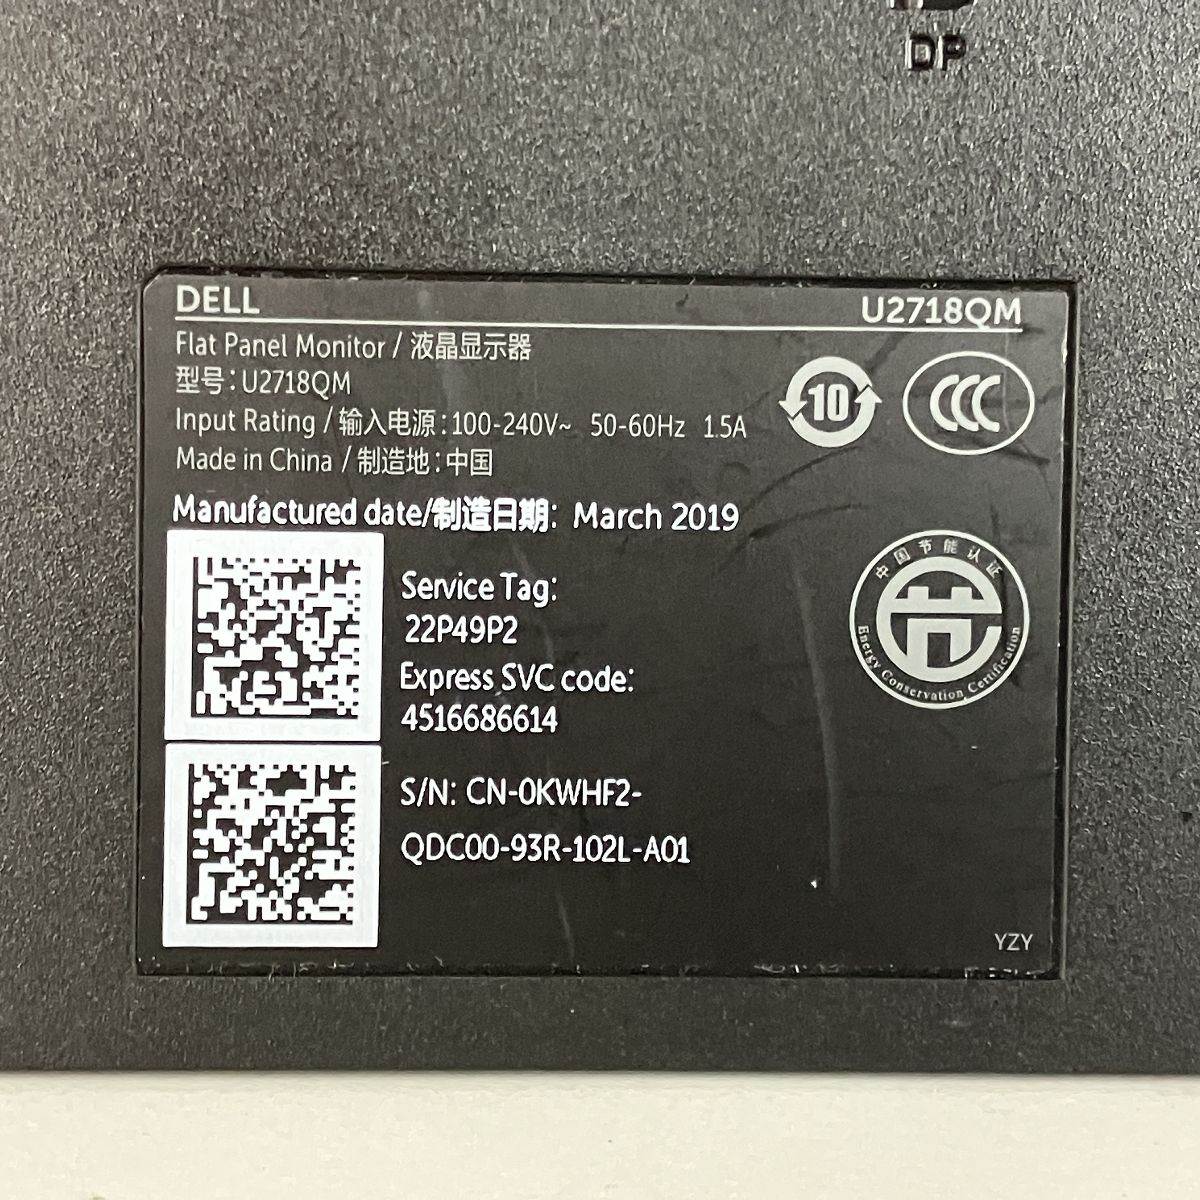 DP
DELL U2718QM
Flat Panel Monitor / 液晶显示器
型号: U2718QM
Input Rating / 输入电源: 100-240V~ 50-60Hz 1.5A
Made in China / 制造地: 中国
10
CCC
Manufactured date/制造日期: March 2019
Service Tag:
22P49P2
Express SVC code:
4516686614
中国节能认证
Energy Conservation Certification
S/N: CN-0KWHF2-
QDC00-93R-102L-A01
YZY